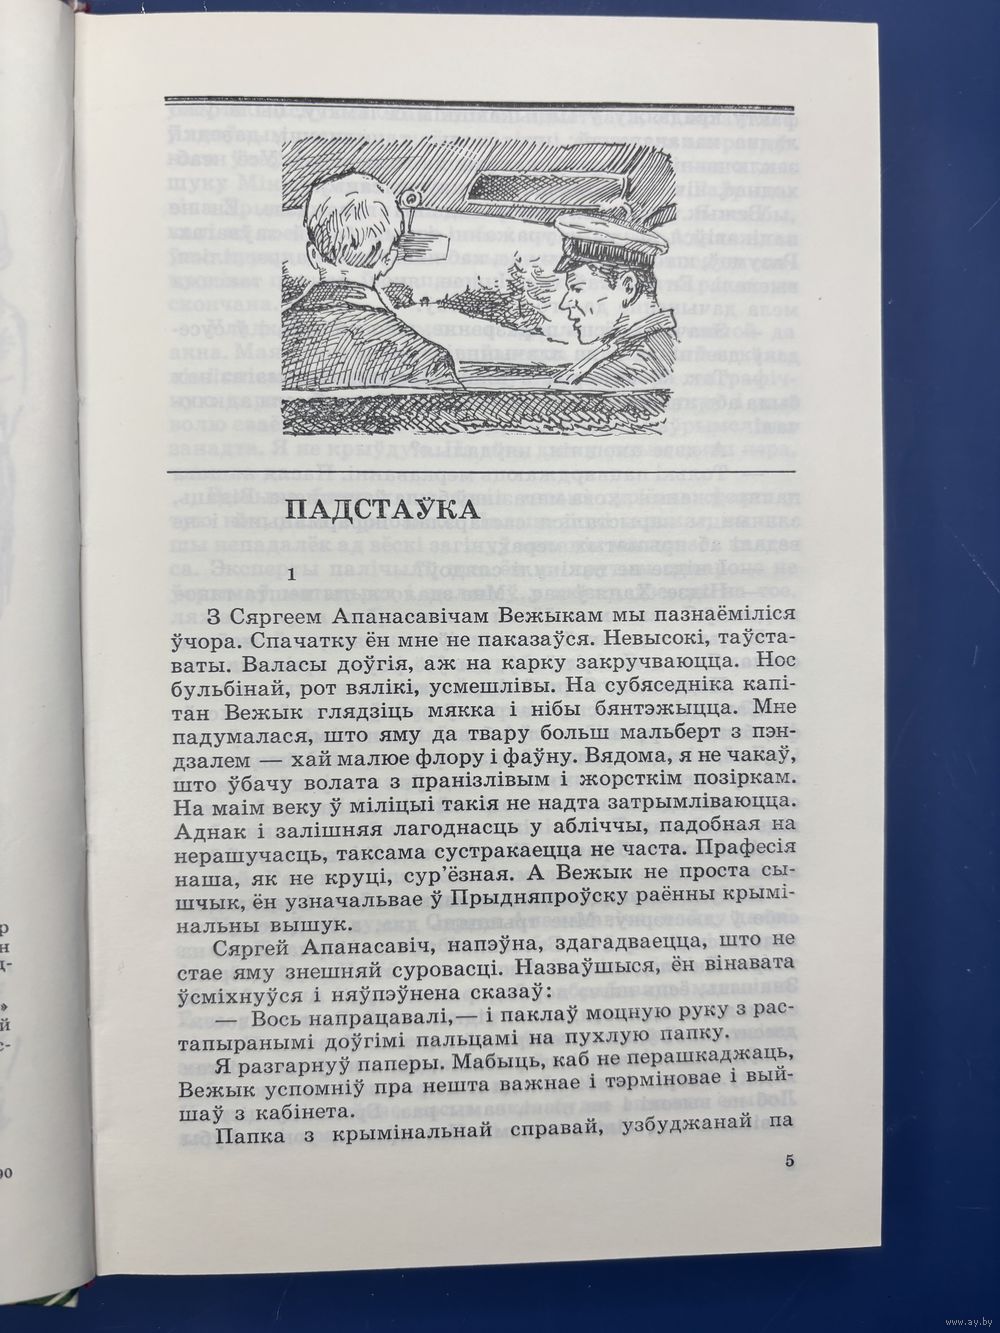 ПАДСТАЎКА
1
З Сяргеем Апанасавічам Вежыкам мы пазнаёміліся
ўчора. Спачатку ён мне не паказаўся. Невысокі, таўста-
ваты. Валасы доўгія, аж на карку закручваюцца. Нос
бульбінай, рот вялікі, усмешлівы. На субяседніка капі-
тан Вежык глядзіць мякка і нібы бянтэжыцца. Мне
падумалася, што яму да твару больш мальберт з пэн-
дзалем — хай малюе флору і фаўну. Вядома, я не чакаў,
што ўбачу волата з пранізлівым і жорсткім позіркам.
На маім веку ў міліцыі такія не надта затрымліваюцца.
Аднак і залішняя лагоднасць у абліччы, падобная на
нерашучасць, таксама сустракаецца не часта. Прафесія
наша, як не круці, сур’ёзная. А Вежык не проста сы-
шчык, ён узначальвае ў Прыдняпроўску раённы крымі-
нальны вышук.
Сяргей Апанасавіч, напэўна, здагадваецца, што не
стае яму знешняй суровасці. Назваўшыся, ён вінавата
ўсміхнуўся і няўпэўнена сказаў:
— Вось напрацавалі,— і паклаў моцную руку з рас-
тапыранымі доўгімі пальцамі на пухлую папку.
Я разгарнуў паперы. Мабыць, каб не перашкаджаць,
Вежык успомніў пра нешта важнае і тэрміновае і вый-
шаў з кабінета.
Папка з крымінальнай справай, узбуджанай па
5
www.ay.by